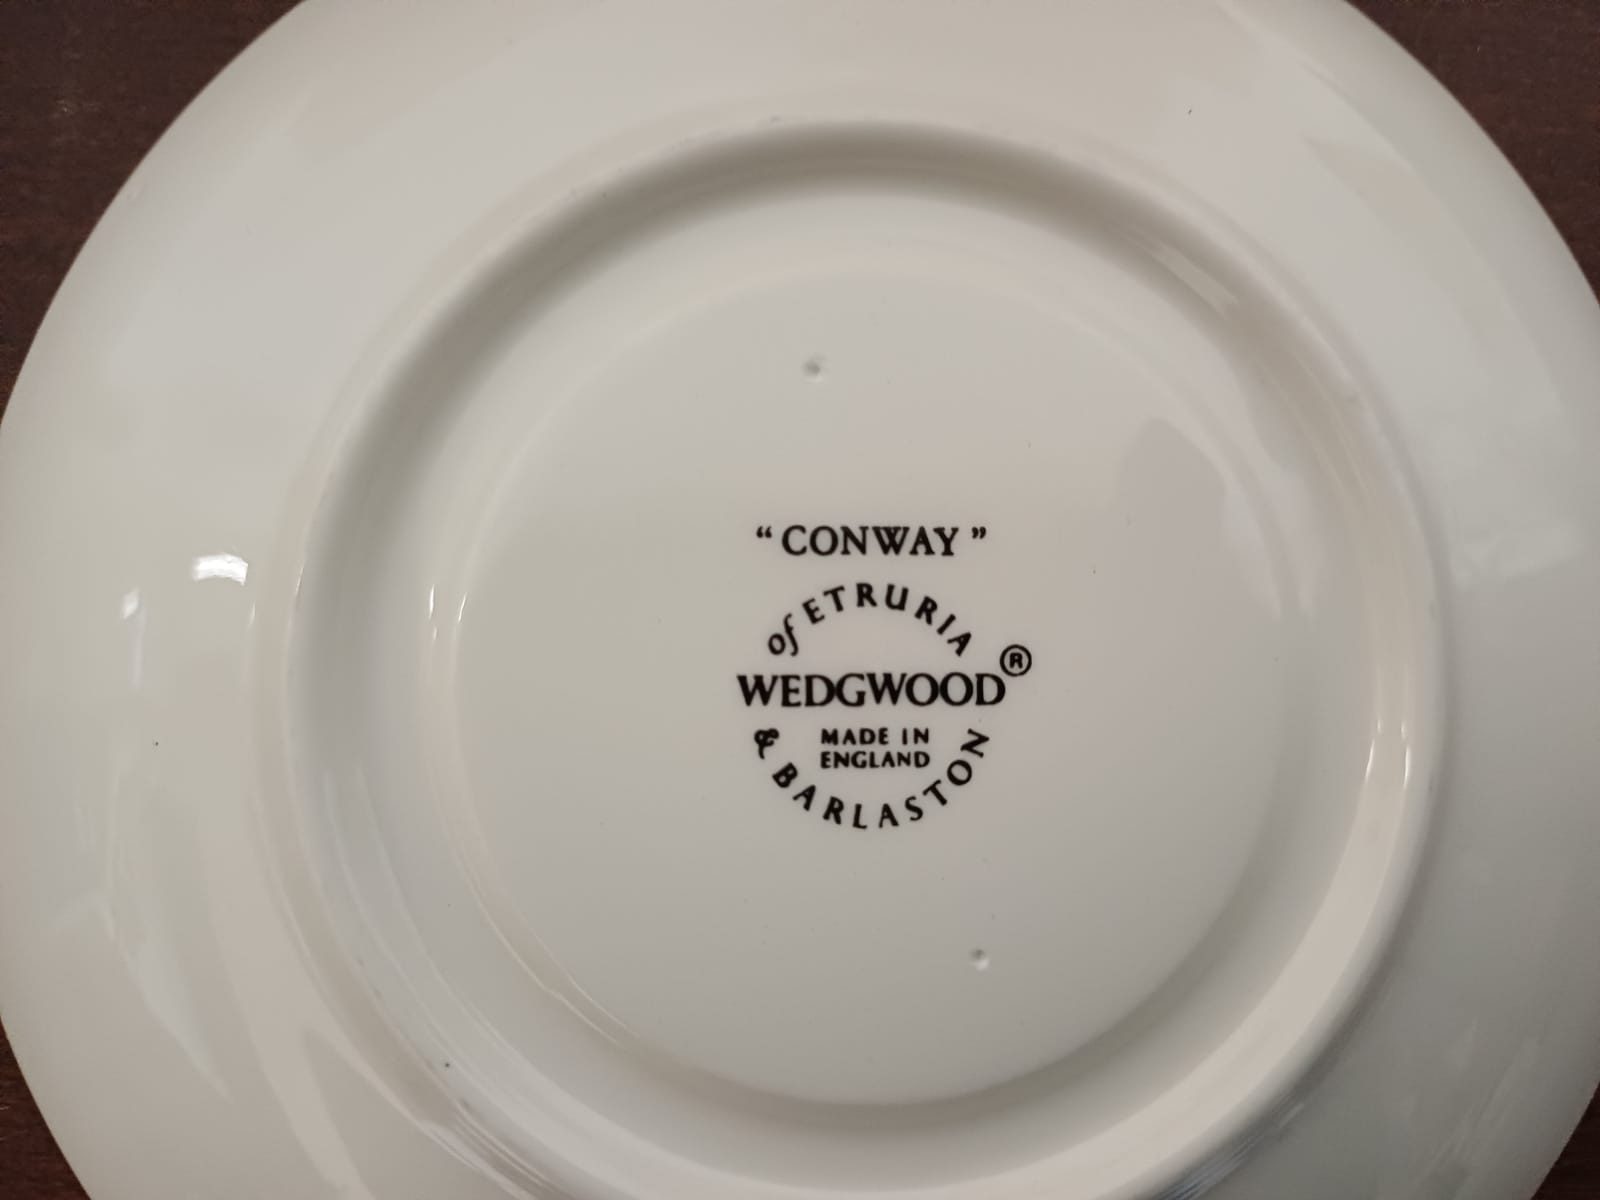 “CONWAY”
of ETRURIA
WEDGWOOD®
MADE IN
ENGLAND
& BARLASTON